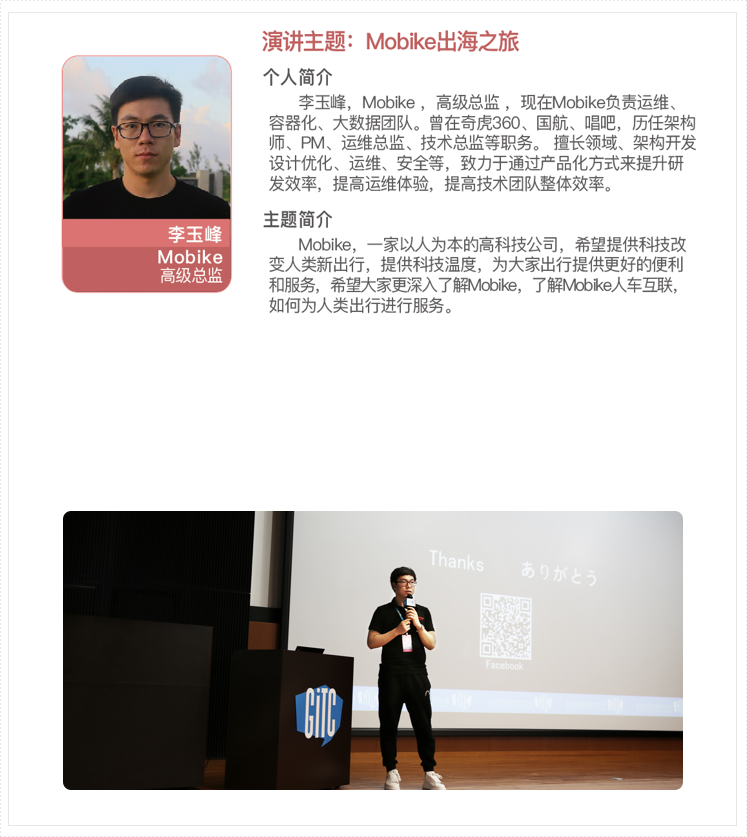 演讲主题：Mobike出海之旅
个人简介
李玉峰，Mobike ，高级总监 ，现在Mobike负责运维、
容器化、大数据团队。曾在奇虎360、国航、唱吧，历任架构
师、PM、运维总监、技术总监等职务。 擅长领域、架构开发
设计优化、运维、安全等，致力于通过产品化方式来提升研
发效率，提高运维体验，提高技术团队整体效率。
李玉峰
Mobike
高级总监
主题简介
Mobike，一家以人为本的高科技公司，希望提供科技改
变人类新出行，提供科技温度，为大家出行提供更好的便利
和服务，希望大家更深入了解Mobike，了解Mobike人车互联，
如何为人类出行进行服务。
Thanks ありがとう
Facebook
GiTC